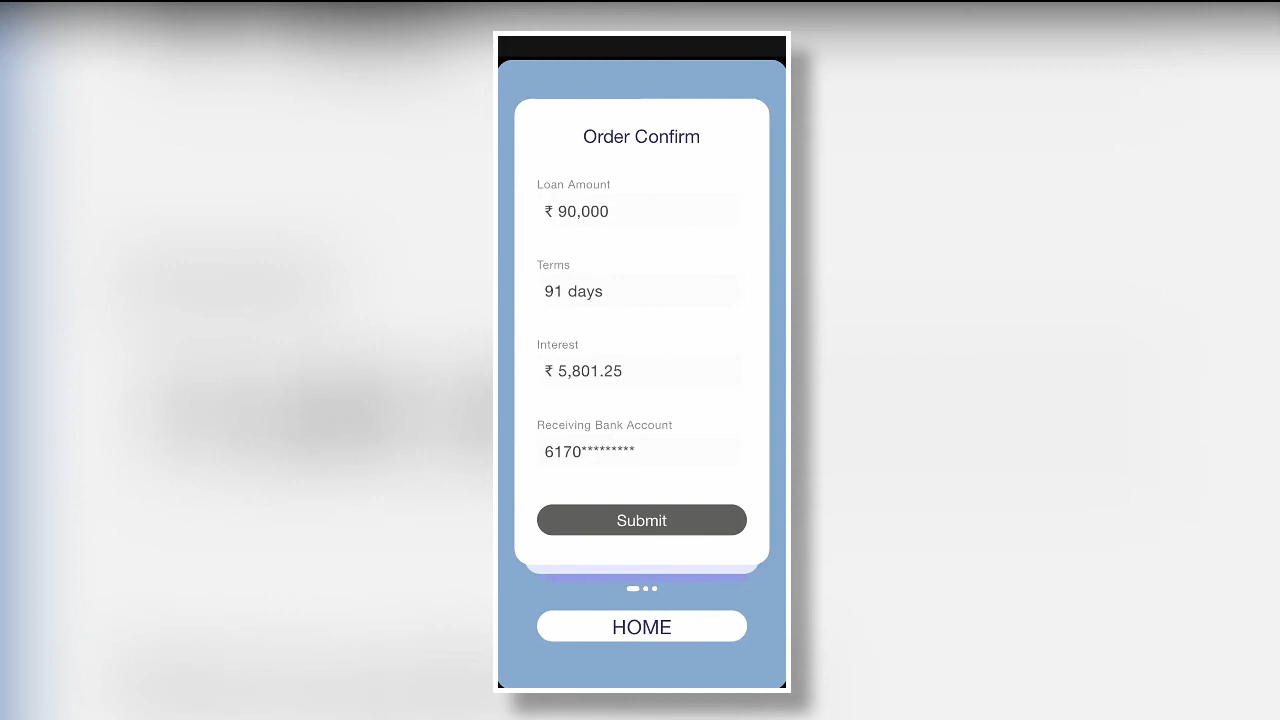 Order Confirm
Loan Amount
₹ 90,000
Terms
91 days
Interest
₹ 5,801.25
Receiving Bank Account
6170*********
Submit
HOME